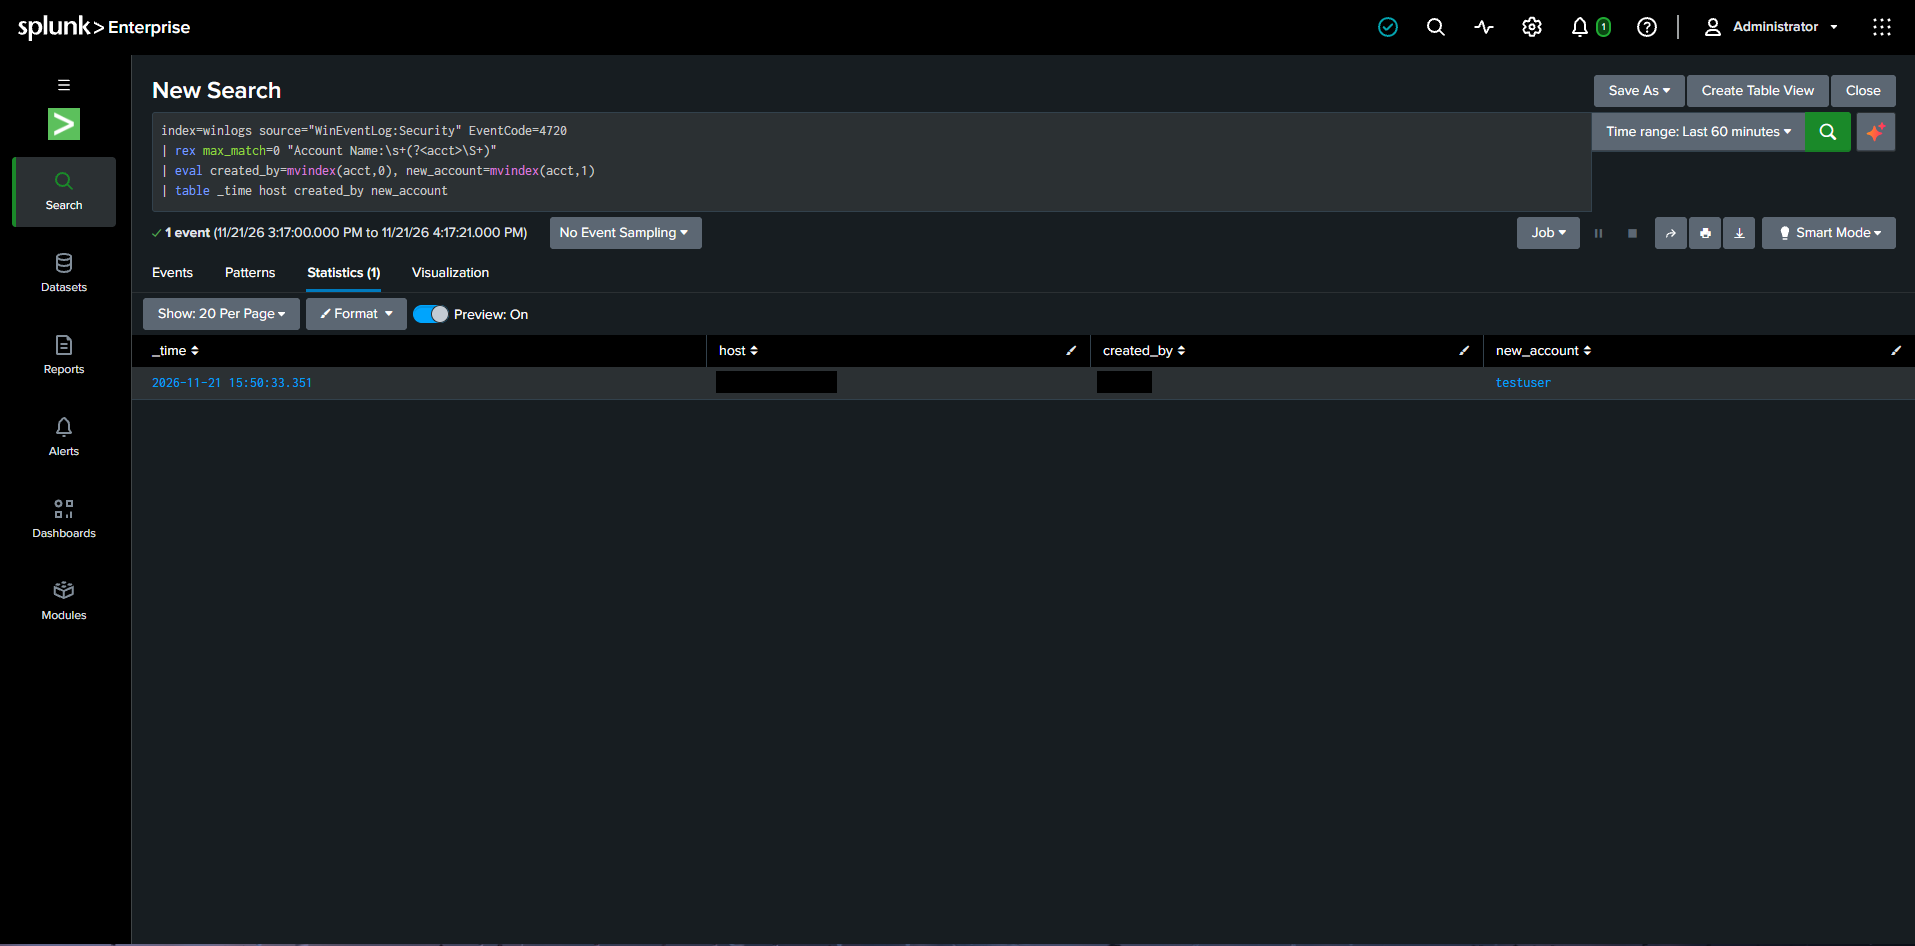 splunk> Enterprise
1
Administrator
New Search
Save As
Create Table View
Close
index=winlogs source="WinEventLog:Security" EventCode=4720
| rex max_match=0 "Account Name:\s+(?<acct>\S+)"
| eval created_by=mvindex(acct,0), new_account=mvindex(acct,1)
| table _time host created_by new_account
Time range: Last 60 minutes
1 event (11/21/26 3:17:00.000 PM to 11/21/26 4:17:21.000 PM)
No Event Sampling
Job
Smart Mode
Events
Patterns
Statistics (1)
Visualization
Show: 20 Per Page
Format
Preview: On
_time
host
created_by
new_account
2026-11-21 15:50:33.351
testuser
Search
Datasets
Reports
Alerts
Dashboards
Modules